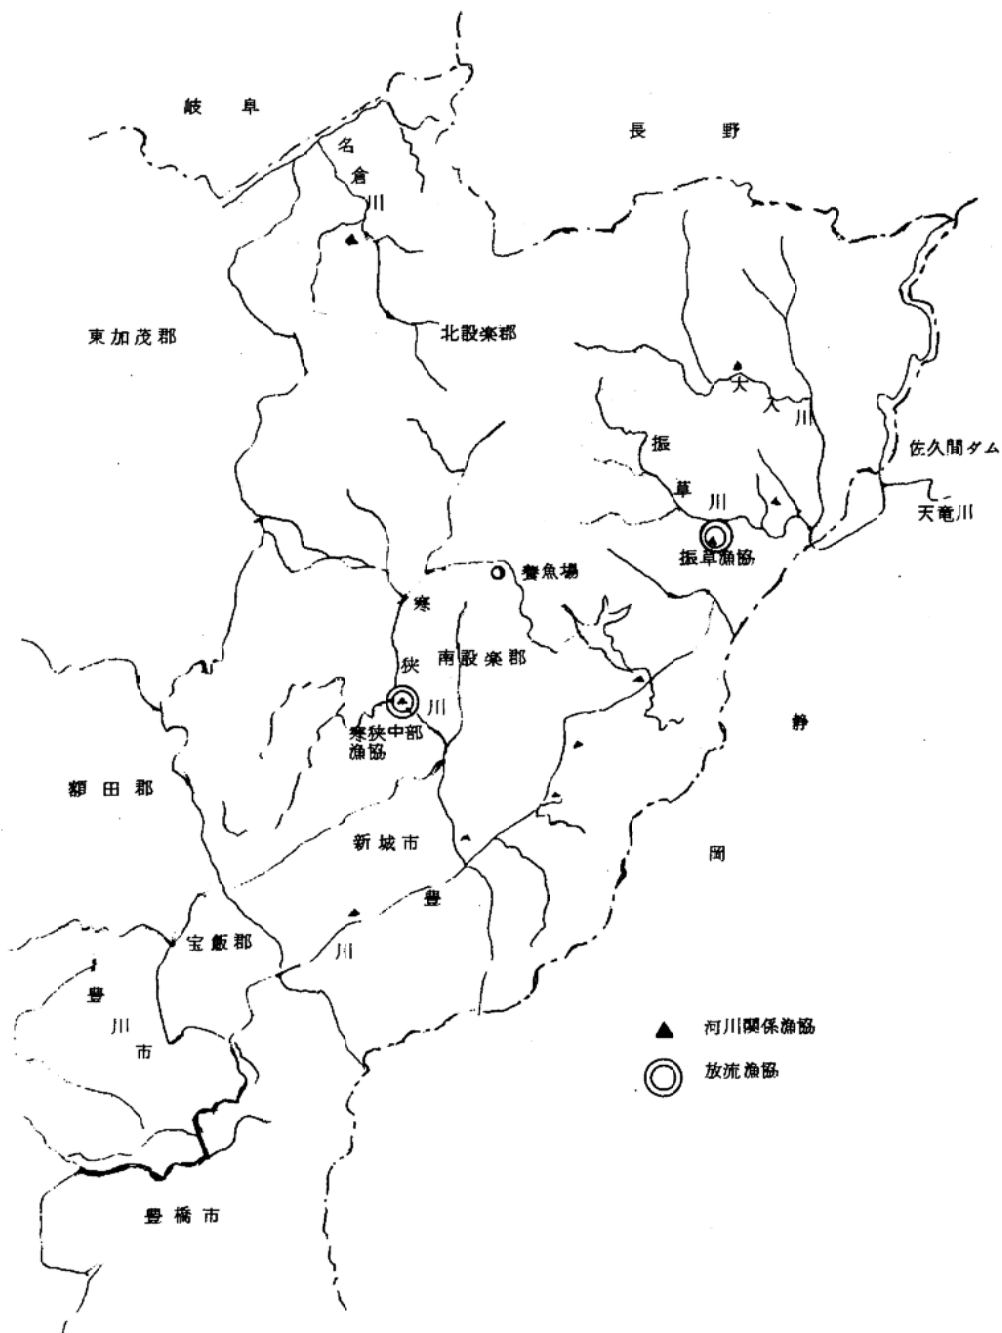 岐阜
長野
名倉川
東加茂郡
北設楽郡
大入川
佐久間ダム
天竜川
振草川
振草漁協
養魚場
寒狭川
南設楽郡
寒狭中部
漁協
静岡
額田郡
新城市
豊川
宝飯郡
豊川市
河川関係漁協
放流漁協
豊橋市